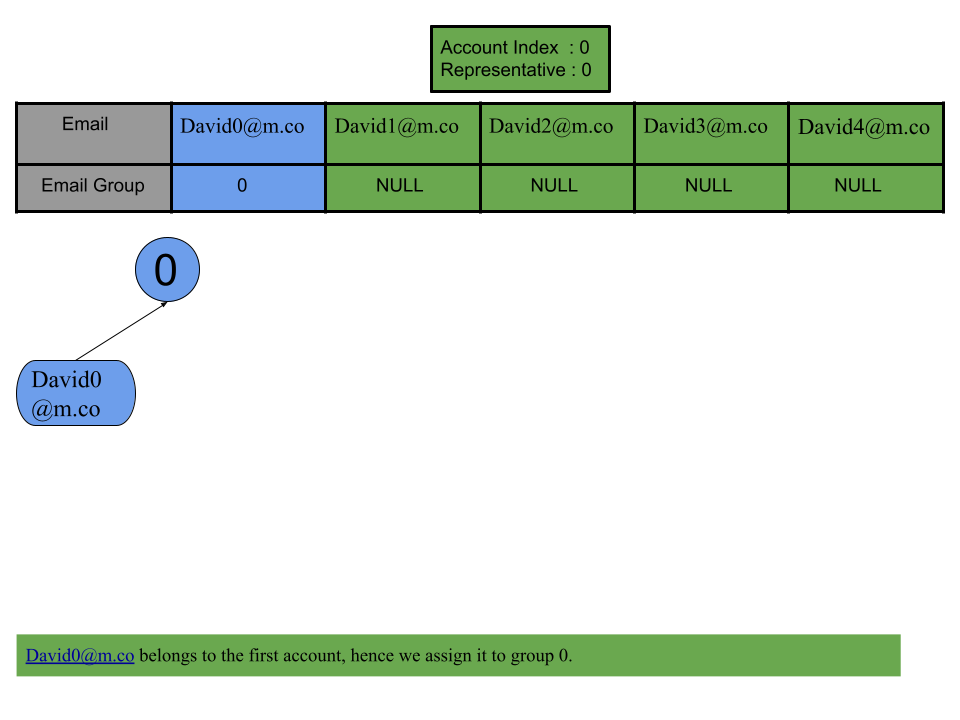 Account Index : 0
Representative : 0
Email David0@m.co David1@m.co David2@m.co David3@m.co David4@m.co
Email Group 0 NULL NULL NULL NULL
0
David0
@m.co
David0@m.co belongs to the first account, hence we assign it to group 0.